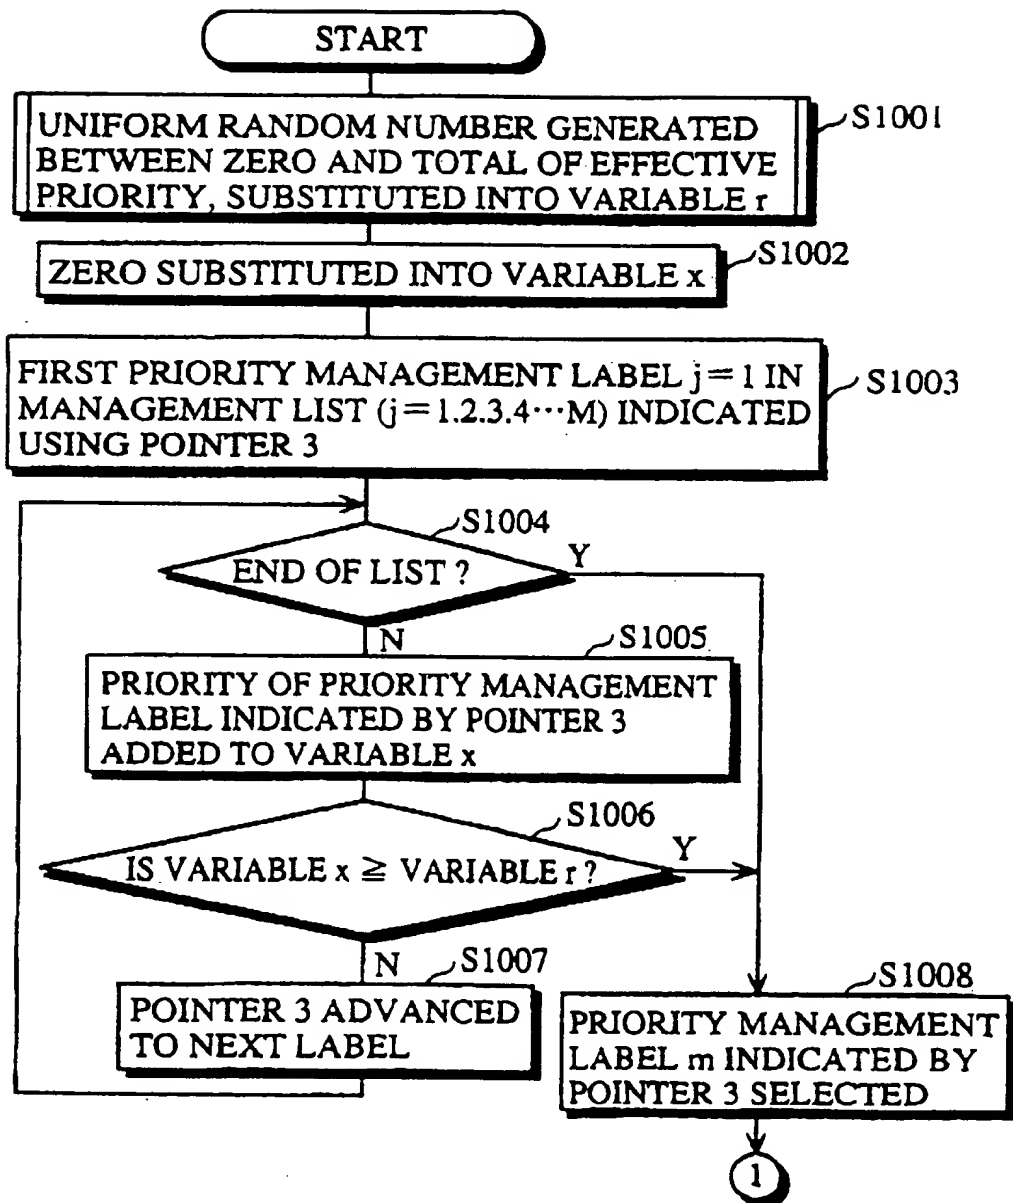 START
S1001
UNIFORM RANDOM NUMBER GENERATED
BETWEEN ZERO AND TOTAL OF EFFECTIVE
PRIORITY, SUBSTITUTED INTO VARIABLE r
S1002
ZERO SUBSTITUTED INTO VARIABLE x
S1003
FIRST PRIORITY MANAGEMENT LABEL j=1 IN
MANAGEMENT LIST (j=1.2.3.4···M) INDICATED
USING POINTER 3
S1004
END OF LIST ?
Y
N
S1005
PRIORITY OF PRIORITY MANAGEMENT
LABEL INDICATED BY POINTER 3
ADDED TO VARIABLE x
S1006
IS VARIABLE x ≧ VARIABLE r ?
Y
N
S1007
POINTER 3 ADVANCED
TO NEXT LABEL
S1008
PRIORITY MANAGEMENT
LABEL m INDICATED BY
POINTER 3 SELECTED
1